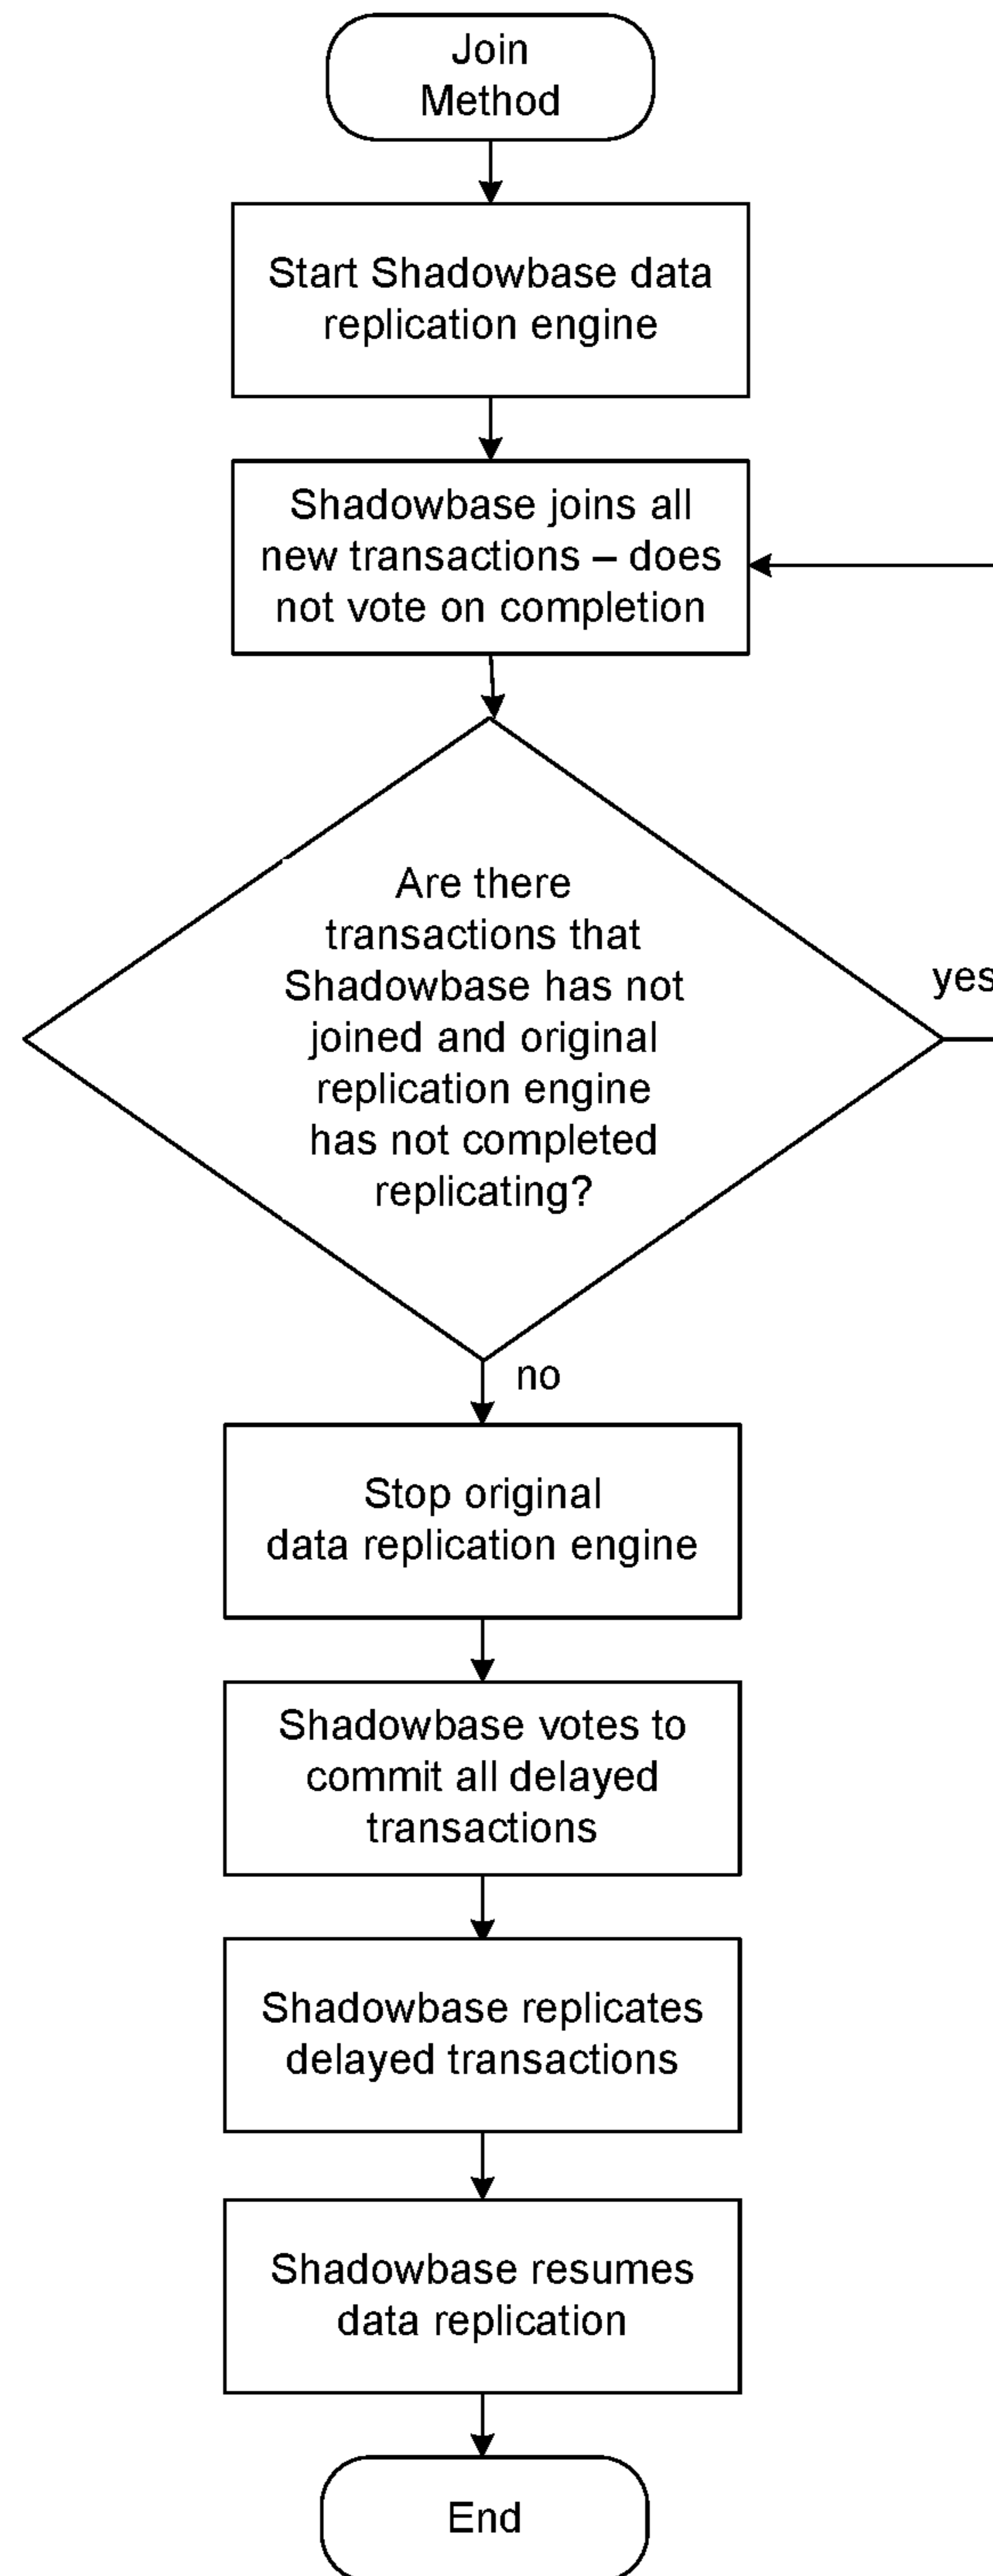 Join
Method
Start Shadowbase data
replication engine
Shadowbase joins all
new transactions – does
not vote on completion
Are there
transactions that
Shadowbase has not
joined and original
replication engine
has not completed
replicating?
yes
no
Stop original
data replication engine
Shadowbase votes to
commit all delayed
transactions
Shadowbase replicates
delayed transactions
Shadowbase resumes
data replication
End